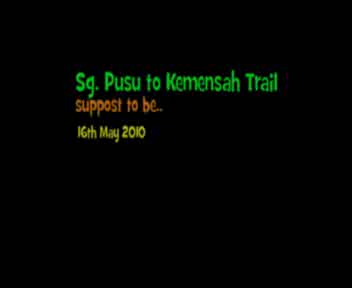 Sg. Pusu to Kemensah Trail
suppost to be..
16th May 2010